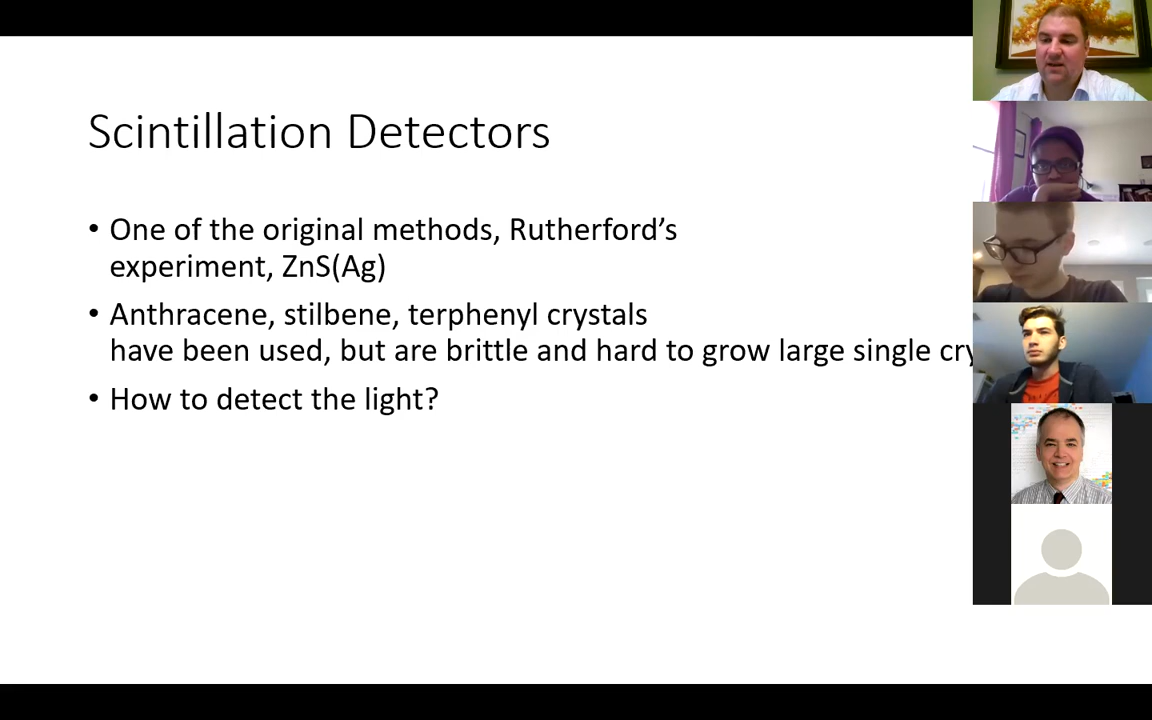 Scintillation Detectors
• One of the original methods, Rutherford’s
experiment, ZnS(Ag)
• Anthracene, stilbene, terphenyl crystals
have been used, but are brittle and hard to grow large single cry
• How to detect the light?